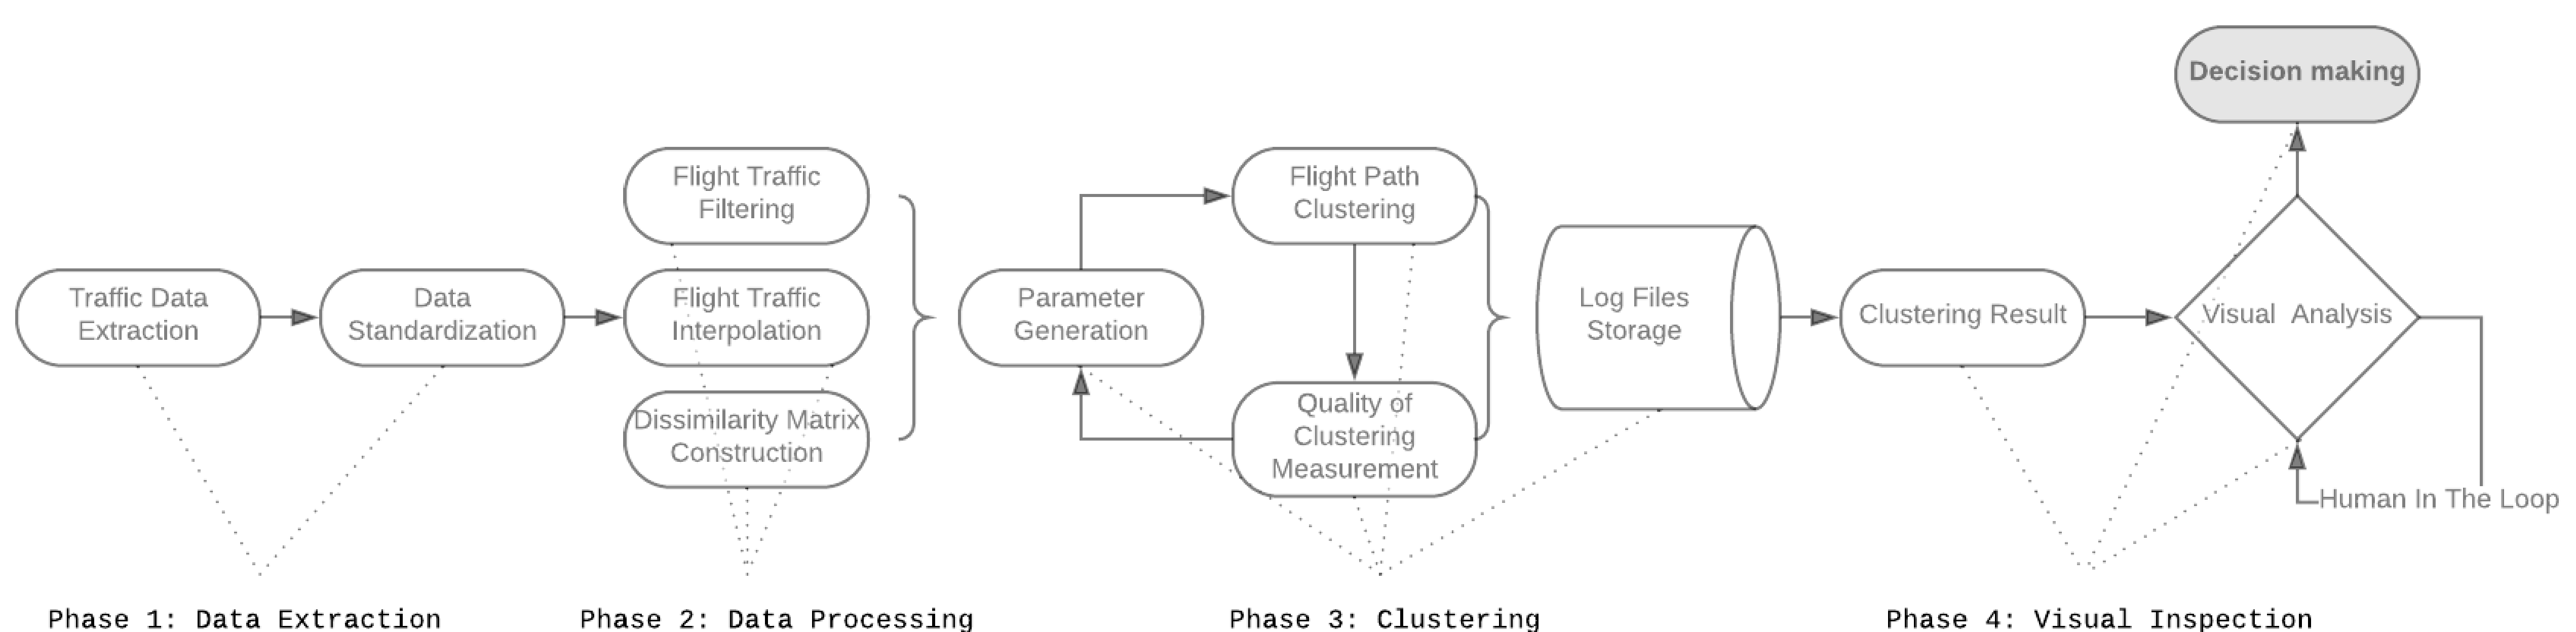 Decision making
Flight Traffic
Filtering
Flight Path
Clustering
Traffic Data
Extraction
Data
Standardization
Flight Traffic
Interpolation
Parameter
Generation
Log Files
Storage
Clustering Result
Visual Analysis
Dissimilarity Matrix
Construction
Quality of
Clustering
Measurement
Human In The Loop
Phase 1: Data Extraction
Phase 2: Data Processing
Phase 3: Clustering
Phase 4: Visual Inspection